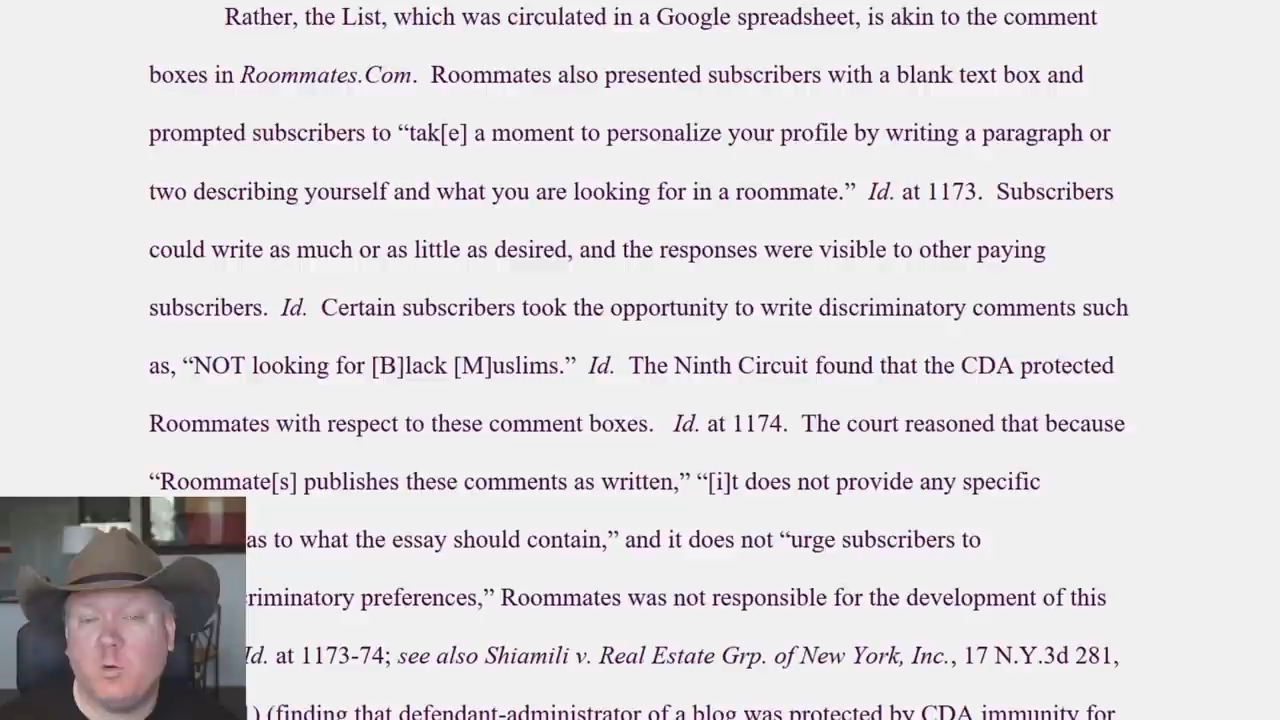 Rather, the List, which was circulated in a Google spreadsheet, is akin to the comment
boxes in Roommates.Com.  Roommates also presented subscribers with a blank text box and
prompted subscribers to “tak[e] a moment to personalize your profile by writing a paragraph or
two describing yourself and what you are looking for in a roommate.”  Id. at 1173.  Subscribers
could write as much or as little as desired, and the responses were visible to other paying
subscribers.  Id.  Certain subscribers took the opportunity to write discriminatory comments such
as, “NOT looking for [B]lack [M]uslims.”  Id.  The Ninth Circuit found that the CDA protected
Roommates with respect to these comment boxes.  Id. at 1174.  The court reasoned that because
“Roommate[s] publishes these comments as written,” “[i]t does not provide any specific
as to what the essay should contain,” and it does not “urge subscribers to
riminatory preferences,” Roommates was not responsible for the development of this
Id. at 1173-74; see also Shiamili v. Real Estate Grp. of New York, Inc., 17 N.Y.3d 281,
1) (finding that defendant-administrator of a blog was protected by CDA immunity for